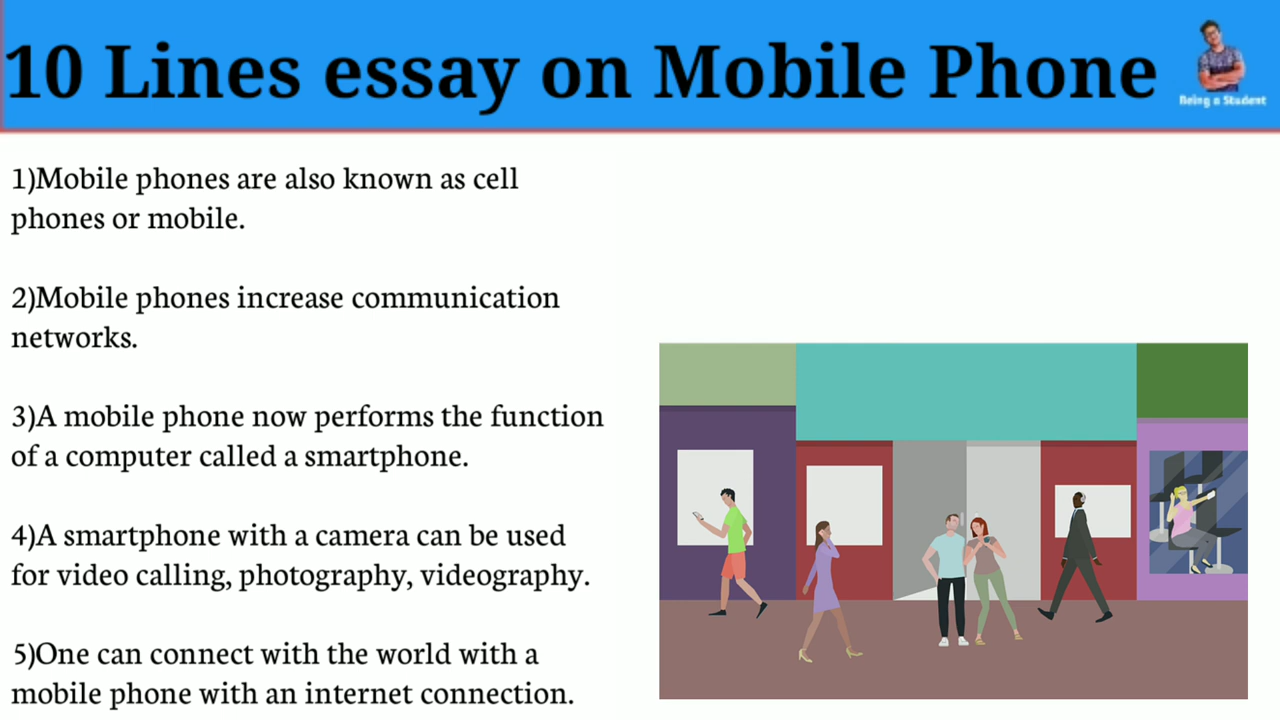 10 Lines essay on Mobile Phone
Being a Student
1)Mobile phones are also known as cell
phones or mobile.
2)Mobile phones increase communication
networks.
3)A mobile phone now performs the function
of a computer called a smartphone.
4)A smartphone with a camera can be used
for video calling, photography, videography.
5)One can connect with the world with a
mobile phone with an internet connection.